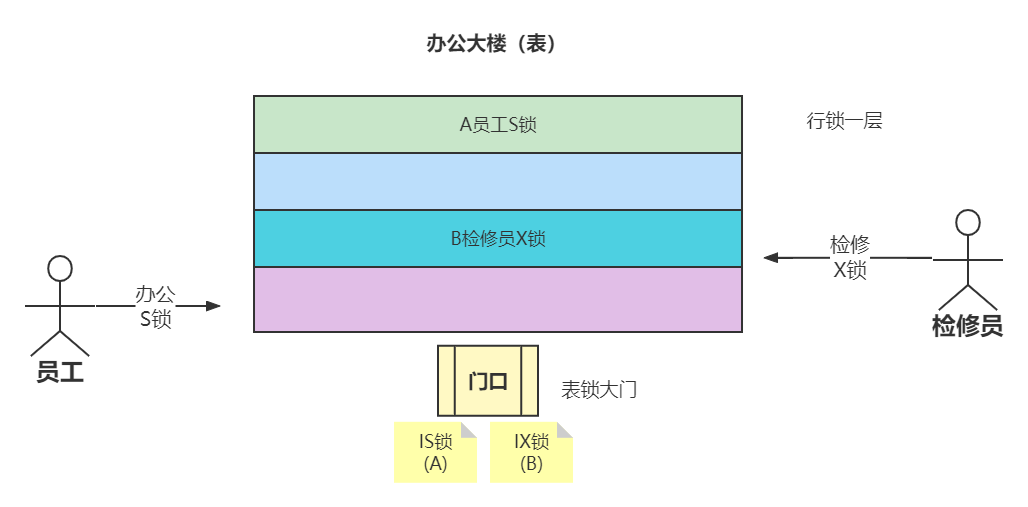 办公大楼（表）
A员工S锁
行锁一层
B检修员X锁
检修
X锁
办公
S锁
检修员
员工
门口
表锁大门
IS锁
(A)
IX锁
(B)